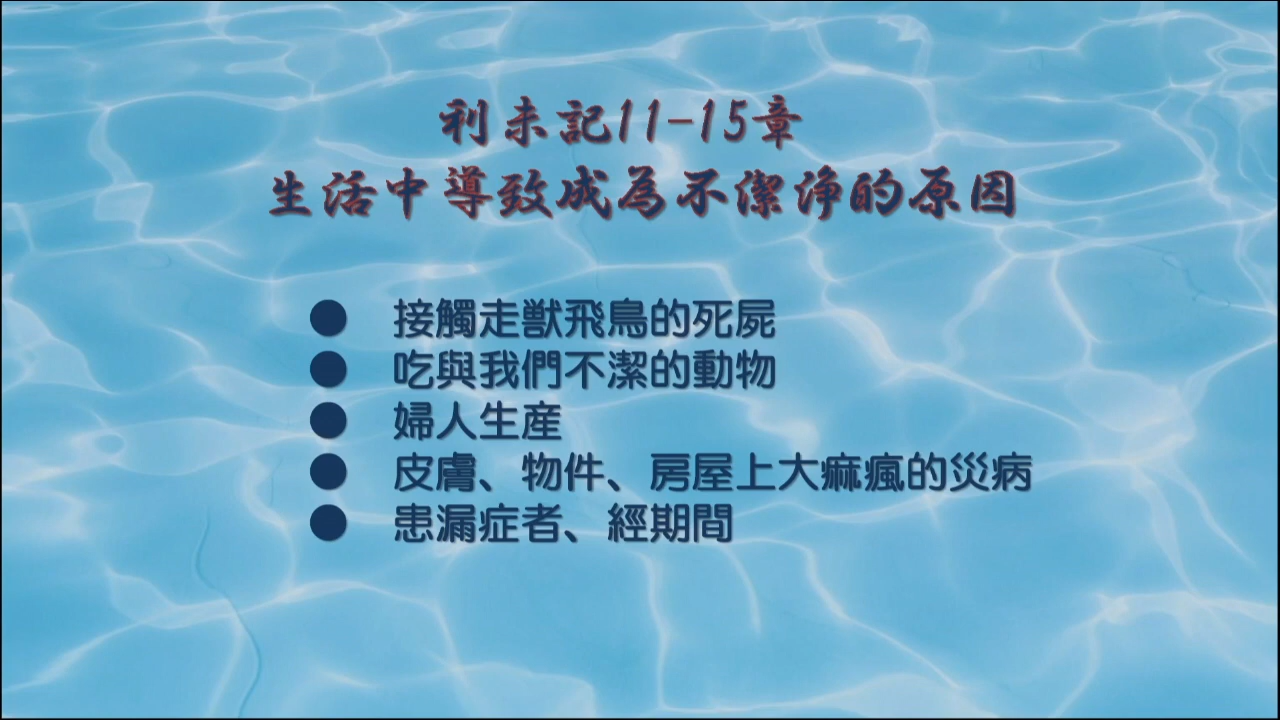 利未記11-15章
生活中導致成為不潔淨的原因
● 接觸走獸飛鳥的死屍
● 吃與我們不潔的動物
● 婦人生産
● 皮膚、物件、房屋上大痲瘋的災病
● 患漏症者、經期間